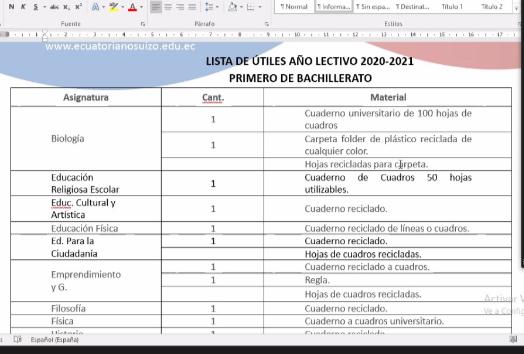 N K S abc x₂ x² A
Fuente Párrafo Estilos
¶ Normal ¶ Informa... ¶ Sin espa... ¶ Destinat... Título 1 Título 2
www.ecuatorianosuizo.edu.ec
LISTA DE ÚTILES AÑO LECTIVO 2020-2021
PRIMERO DE BACHILLERATO
Asignatura Cant. Material
Biología
1 Cuaderno universitario de 100 hojas de
cuadros
1 Carpeta folder de plástico reciclada de
cualquier color.
Hojas recicladas para carpeta.
Educación
Religiosa Escolar
1 Cuaderno de Cuadros 50 hojas
utilizables.
Educ. Cultural y
Artística
1 Cuaderno reciclado.
Educación Física 1 Cuaderno reciclado de líneas o cuadros.
Ed. Para la
Ciudadanía
1 Cuaderno reciclado.
Hojas de cuadros recicladas.
Emprendimiento
y G.
1 Cuaderno reciclado a cuadros.
1 Regla.
Hojas de cuadros recicladas.
Filosofía 1 Cuaderno reciclado.
Física 1 Cuaderno a cuadros universitario.
Historia 1 Cuaderno reciclado.
Activar
Ve a Config
Español (España)